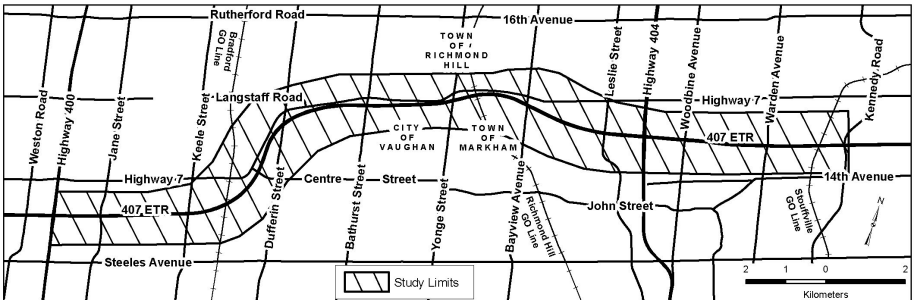 Rutherford Road
16th Avenue
Bradford
GO Line
TOWN
OF
RICHMOND
HILL
Leslie Street
Highway 404
Woodbine Avenue
Warden Avenue
Kennedy Road
Weston Road
Highway 400
Jane Street
Keele Street
Langstaff Road
Highway 7
407 ETR
CITY
OF
VAUGHAN
TOWN
OF
MARKHAM
Highway 7
Centre Street
14th Avenue
407 ETR
Dufferin Street
Bathurst Street
Yonge Street
Bayview Avenue
Richmond Hill
GO Line
John Street
Stouffville
GO Line
N
Steeles Avenue
Study Limits
2 1 0 2
Kilometers